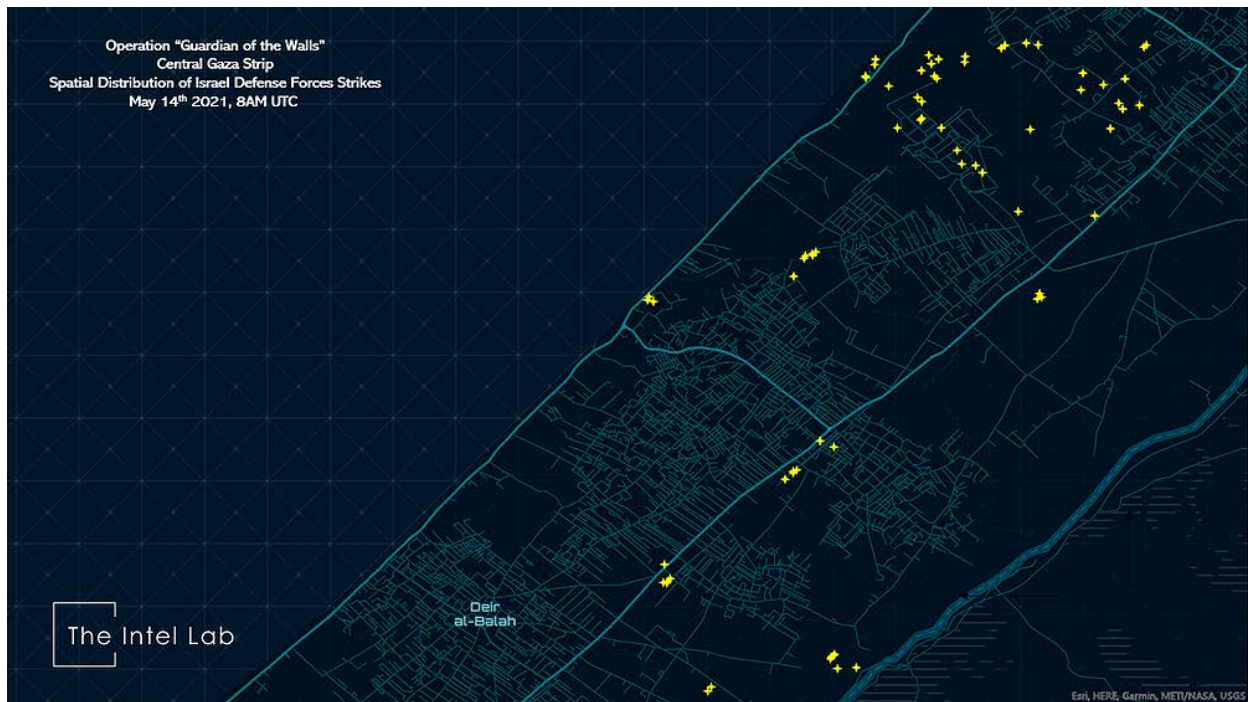 Operation “Guardian of the Walls”
Central Gaza Strip
Spatial Distribution of Israel Defense Forces Strikes
May 14th 2021, 8AM UTC
Deir
al-Balah
The Intel Lab
Esri, HERE, Garmin, METI/NASA, USGS